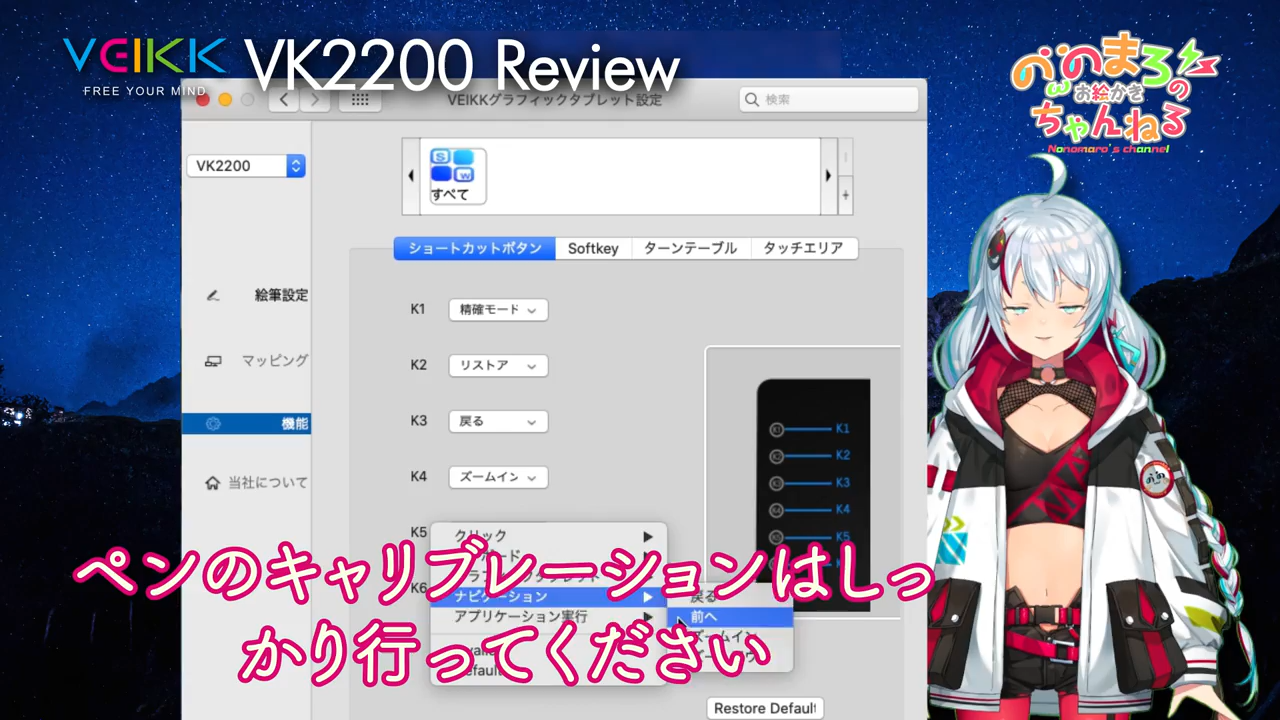 VEIKK
FREE YOUR MIND
VK2200 Review
ののまろの
お絵かき
ちゃんねる
Nonomaro's channel
VEIKKグラフィックタブレット設定
検索
VK2200
すべて
ショートカットボタン
Softkey
ターンテーブル
タッチエリア
絵筆設定
マッピング
機能
当社について
K1 精確モード
K2 リストア
K3 戻る
K4 ズームイン
K5
K6
クリック
ナビゲーション
アプリケーション実行
戻る
前へ
ズームイン
K1
K2
K3
K4
K5
ペンのキャリブレーションはしっ
かり行ってください
Restore Default